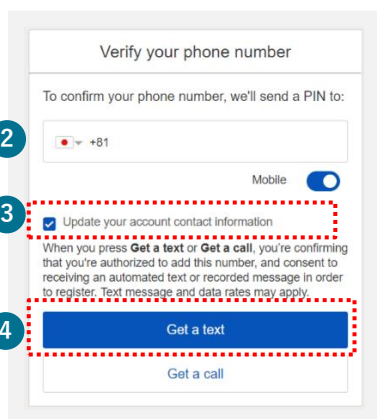 Verify your phone number
To confirm your phone number, we'll send a PIN to:
2
+81
Mobile
3
Update your account contact information
When you press Get a text or Get a call, you're confirming
that you're authorized to add this number, and consent to
receiving an automated text or recorded message in order
to register. Text message and data rates may apply.
4
Get a text
Get a call